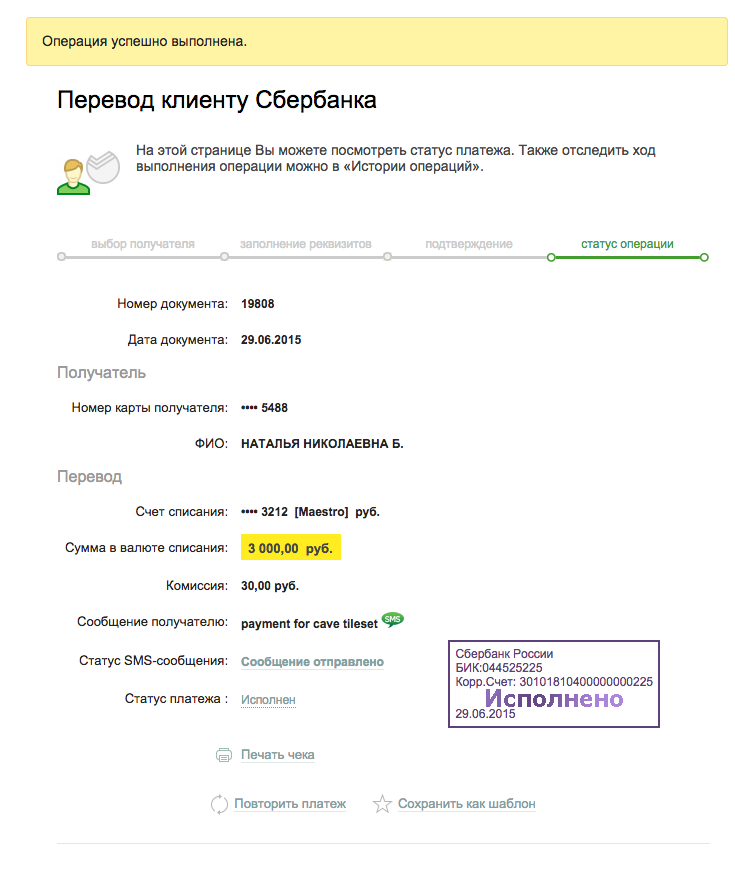 Операция успешно выполнена.
Перевод клиенту Сбербанка
На этой странице Вы можете посмотреть статус платежа. Также отследить ход
выполнения операции можно в «Истории операций».
выбор получателя заполнение реквизитов подтверждение статус операции
Номер документа: 19808
Дата документа: 29.06.2015
Получатель
Номер карты получателя: •••• 5488
ФИО: НАТАЛЬЯ НИКОЛАЕВНА Б.
Перевод
Счет списания: •••• 3212 [Maestro] руб.
Сумма в валюте списания: 3 000,00 руб.
Комиссия: 30,00 руб.
Сообщение получателю: payment for cave tileset SMS
Статус SMS-сообщения: Сообщение отправлено
Статус платежа : Исполнен
Сбербанк России
БИК:044525225
Корр.Счет: 30101810400000000225
Исполнено
29.06.2015
Печать чека
Повторить платеж Сохранить как шаблон